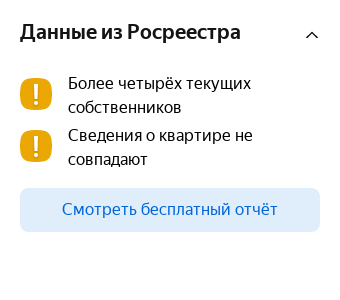 Данные из Росреестра
Более четырёх текущих
собственников
Сведения о квартире не
совпадают
Смотреть бесплатный отчёт